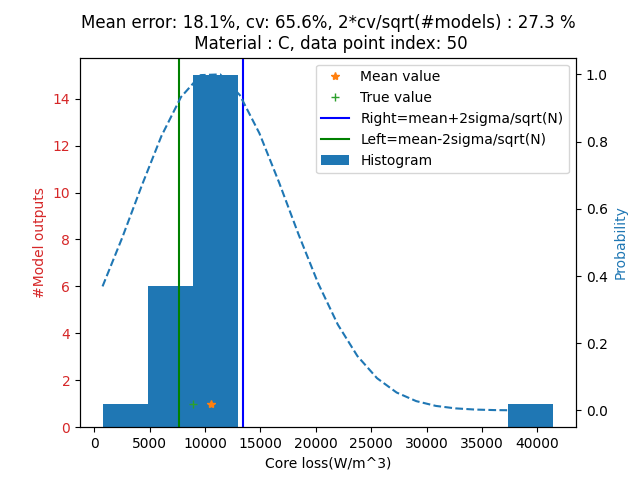 Mean error: 18.1%, cv: 65.6%, 2*cv/sqrt(#models) : 27.3 %
Material : C, data point index: 50
Mean value
True value
Right=mean+2sigma/sqrt(N)
Left=mean-2sigma/sqrt(N)
Histogram
#Model outputs
14
12
10
8
6
4
2
0
1.0
0.8
0.6
0.4
0.2
0.0
Probability
0 5000 10000 15000 20000 25000 30000 35000 40000
Core loss(W/m^3)